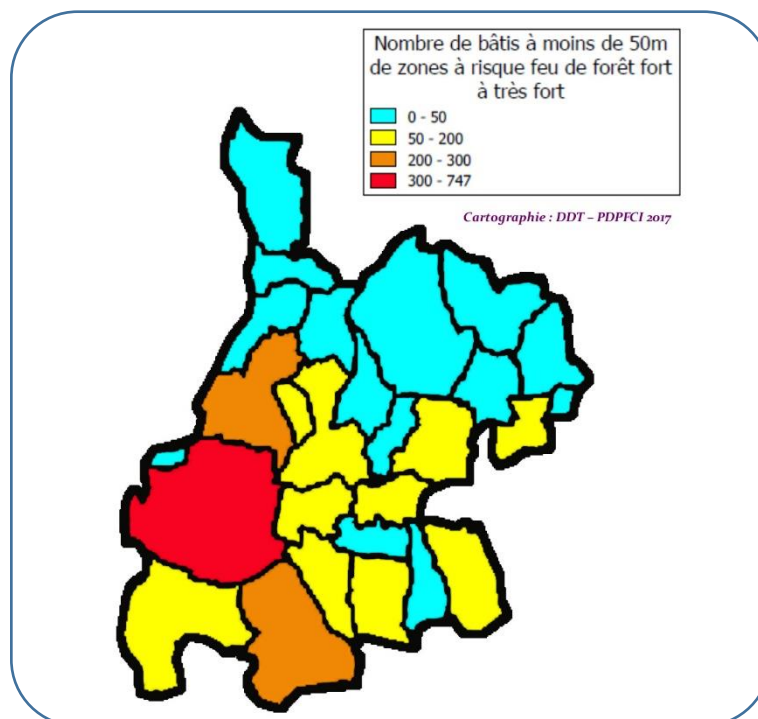 Nombre de bâtis à moins de 50m
de zones à risque feu de forêt fort
à très fort
0 - 50
50 - 200
200 - 300
300 - 747
Cartographie : DDT – PDPFCI 2017